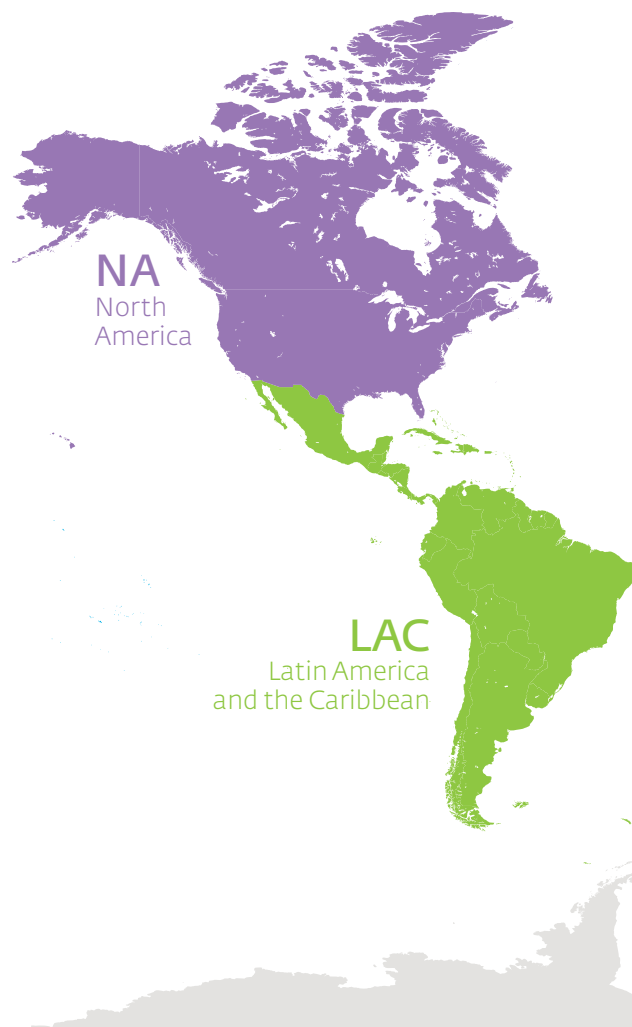 NA
North
America
LAC
Latin America
and the Caribbean